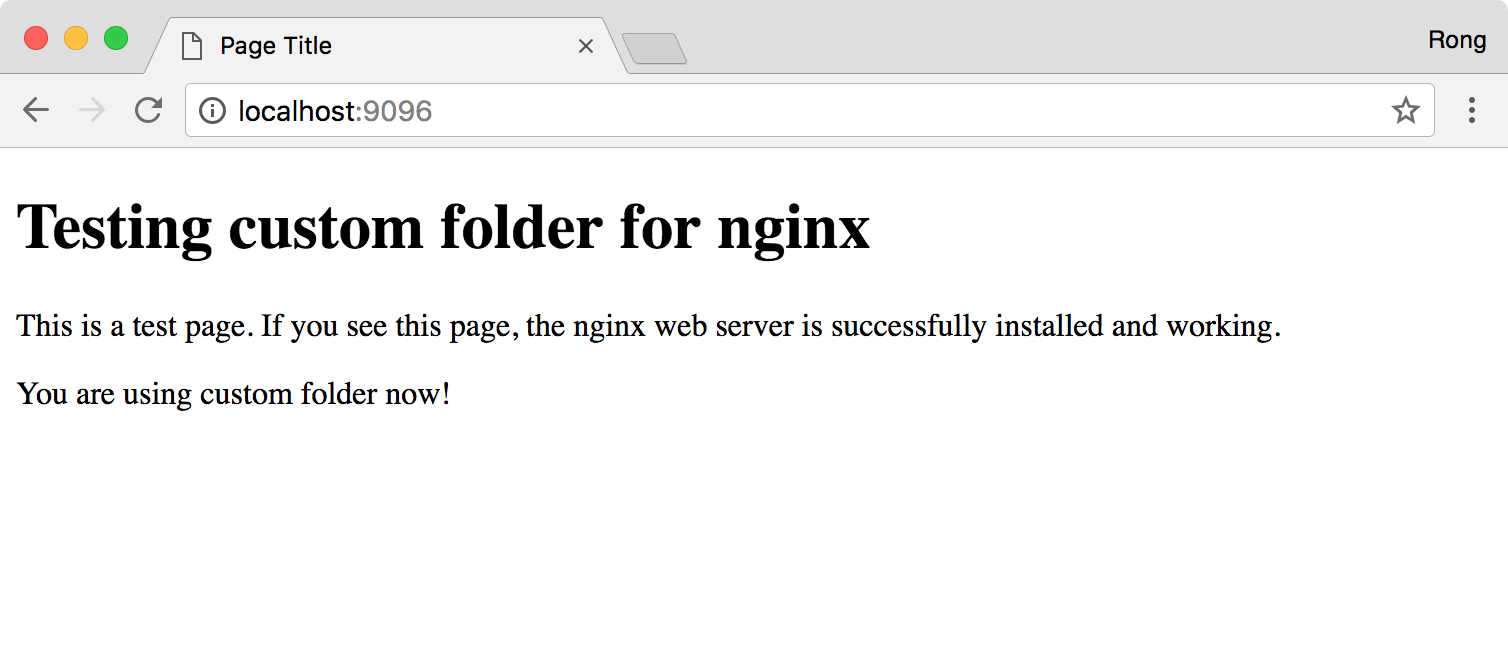 Page Title
Rong
localhost:9096
Testing custom folder for nginx
This is a test page. If you see this page, the nginx web server is successfully installed and working.
You are using custom folder now!